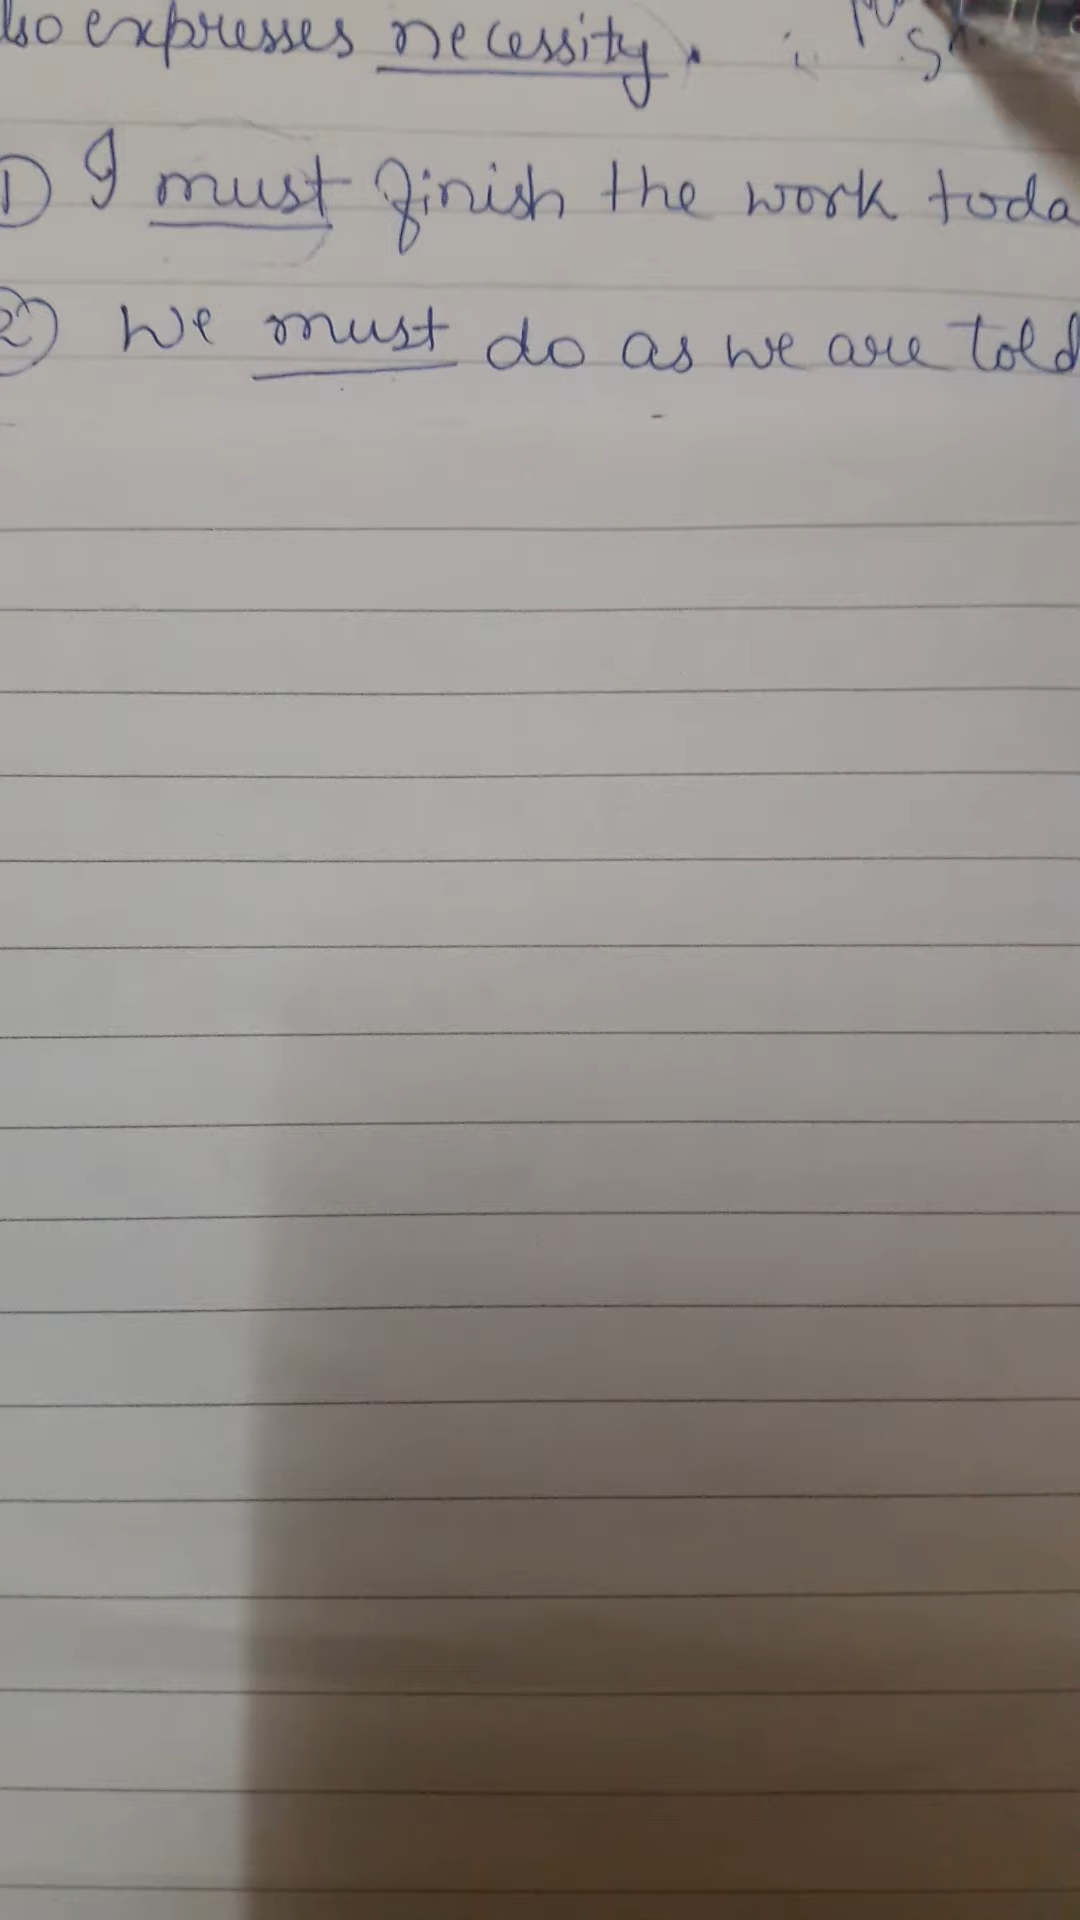 lso expresses necessity.
① I must finish the work toda
② We must do as we are told